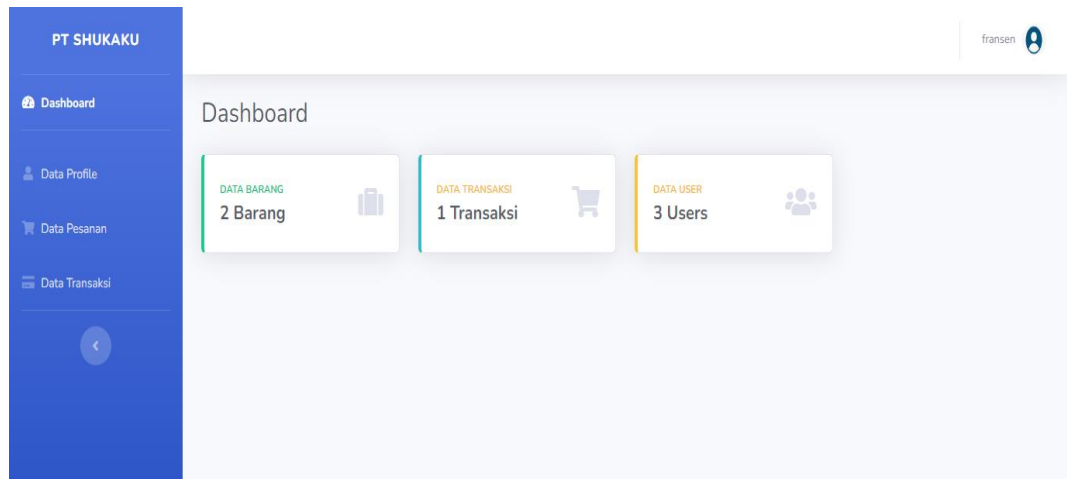 PT SHUKAKU
fransen
Dashboard
Data Profile
Data Pesanan
Data Transaksi
Dashboard
DATA BARANG
2 Barang
DATA TRANSAKSI
1 Transaksi
DATA USER
3 Users